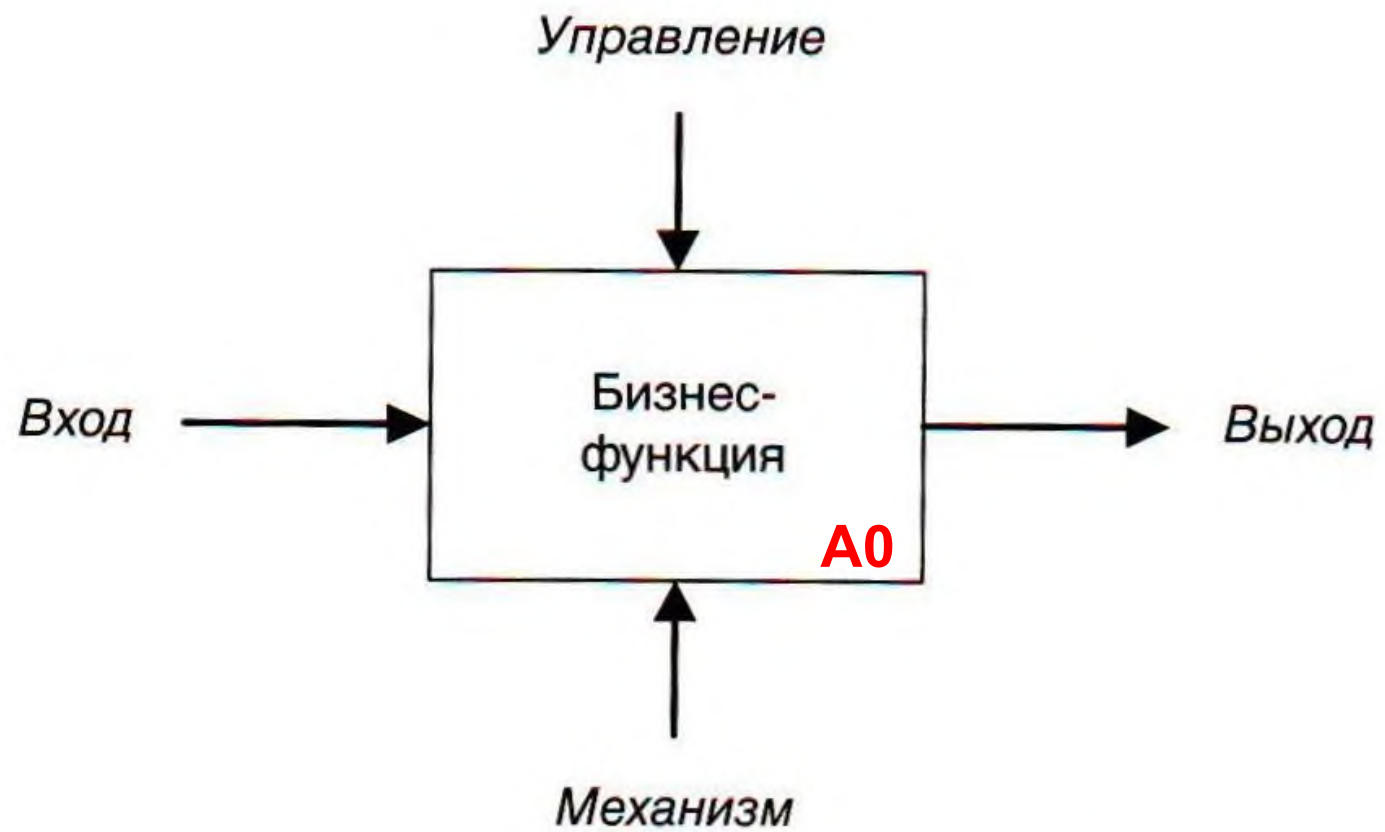 Управление
Вход
Бизнес-
функция
Выход
A0
Механизм